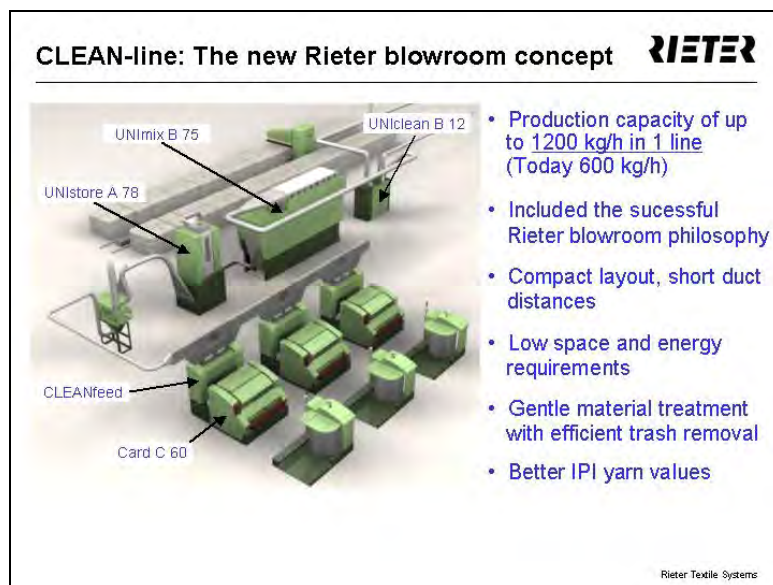 CLEAN-line: The new Rieter blowroom concept
RIETER
UNImix B 75
UNIclean B 12
UNIstore A 78
CLEANfeed
Card C 60
• Production capacity of up
to 1200 kg/h in 1 line
(Today 600 kg/h)
• Included the sucessful
Rieter blowroom philosophy
• Compact layout, short duct
distances
• Low space and energy
requirements
• Gentle material treatment
with efficient trash removal
• Better IPI yarn values
Rieter Textile Systems